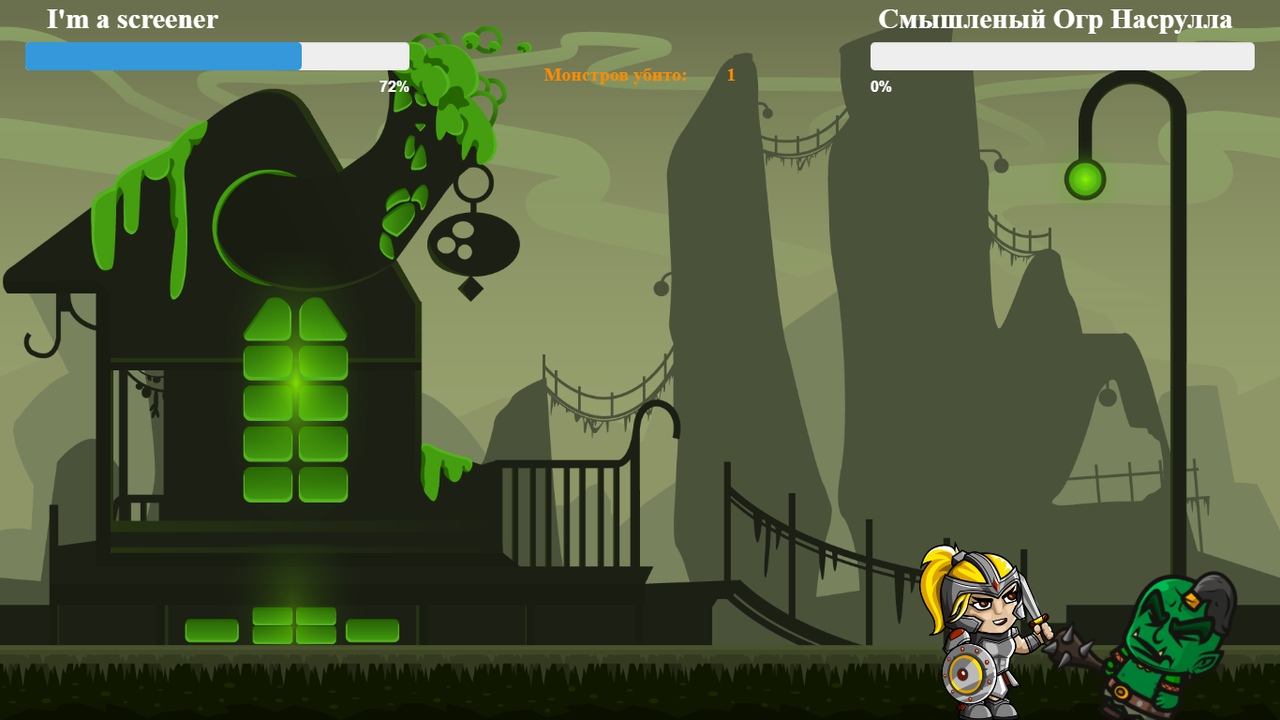 I'm a screener
Смышленый Огр Насрулла
Монстров убито: 1
72%
0%